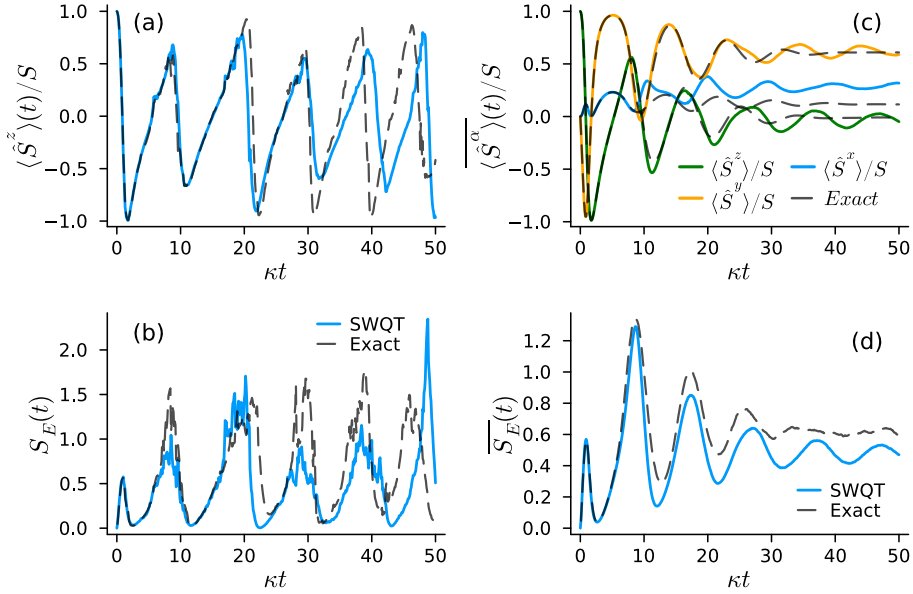 (a)
⟨Ŝ^z⟩(t)/S
1.0
0.5
0.0
−0.5
−1.0
0 10 20 30 40 50
κt
(c)
⟨Ŝ^α⟩(t)/S
1.0
0.5
0.0
−0.5
−1.0
⟨Ŝ^z⟩/S ⟨Ŝ^x⟩/S
⟨Ŝ^y⟩/S Exact
0 10 20 30 40 50
κt
(b)
SWQT
Exact
S_E(t)
2.0
1.5
1.0
0.5
0.0
0 10 20 30 40 50
κt
(d)
S_E(t)
1.2
1.0
0.8
0.6
0.4
0.2
0.0
SWQT
Exact
0 10 20 30 40 50
κt